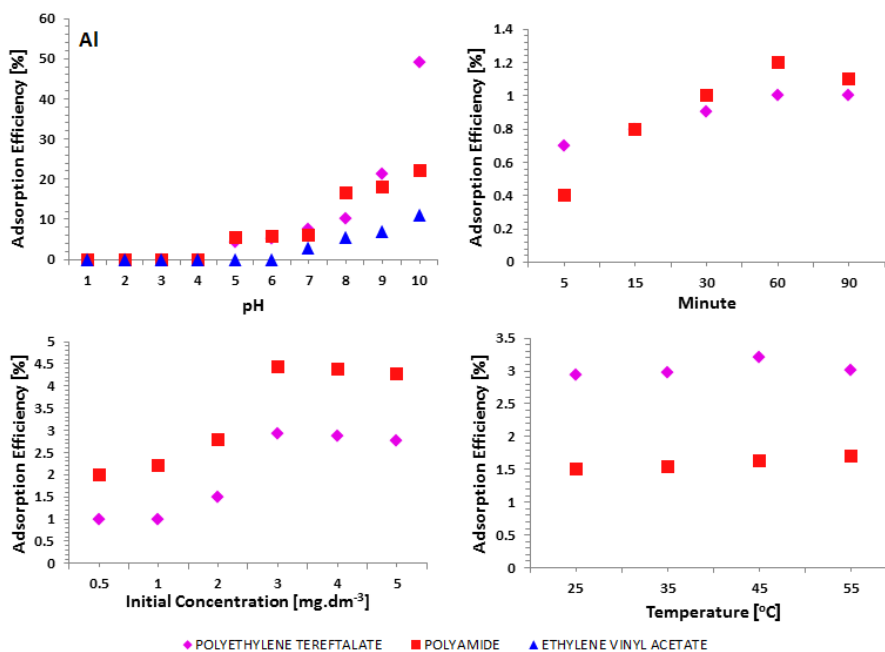 Al
Adsorption Efficiency [%]
60
50
40
30
20
10
0
1 2 3 4 5 6 7 8 9 10
pH
Adsorption Efficiency [%]
1.4
1.2
1
0.8
0.6
0.4
0.2
0
5 15 30 60 90
Minute
Adsorption Efficiency [%]
5
4.5
4
3.5
3
2.5
2
1.5
1
0.5
0
0.5 1 2 3 4 5
Initial Concentration [mg.dm⁻³]
Adsorption Efficiency [%]
3.5
3
2.5
2
1.5
1
0.5
0
25 35 45 55
Temperature [°C]
POLYETHYLENE TEREFTALATE POLYAMIDE ETHYLENE VINYL ACETATE